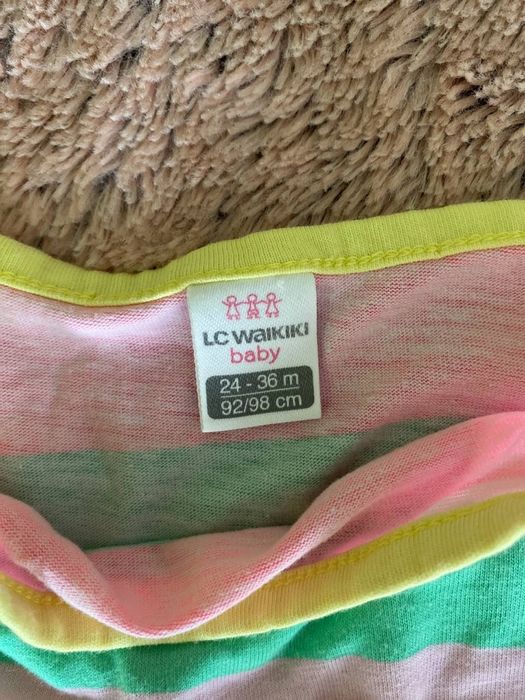 LC WAIKIKI
baby
24 - 36 m
92/98 cm